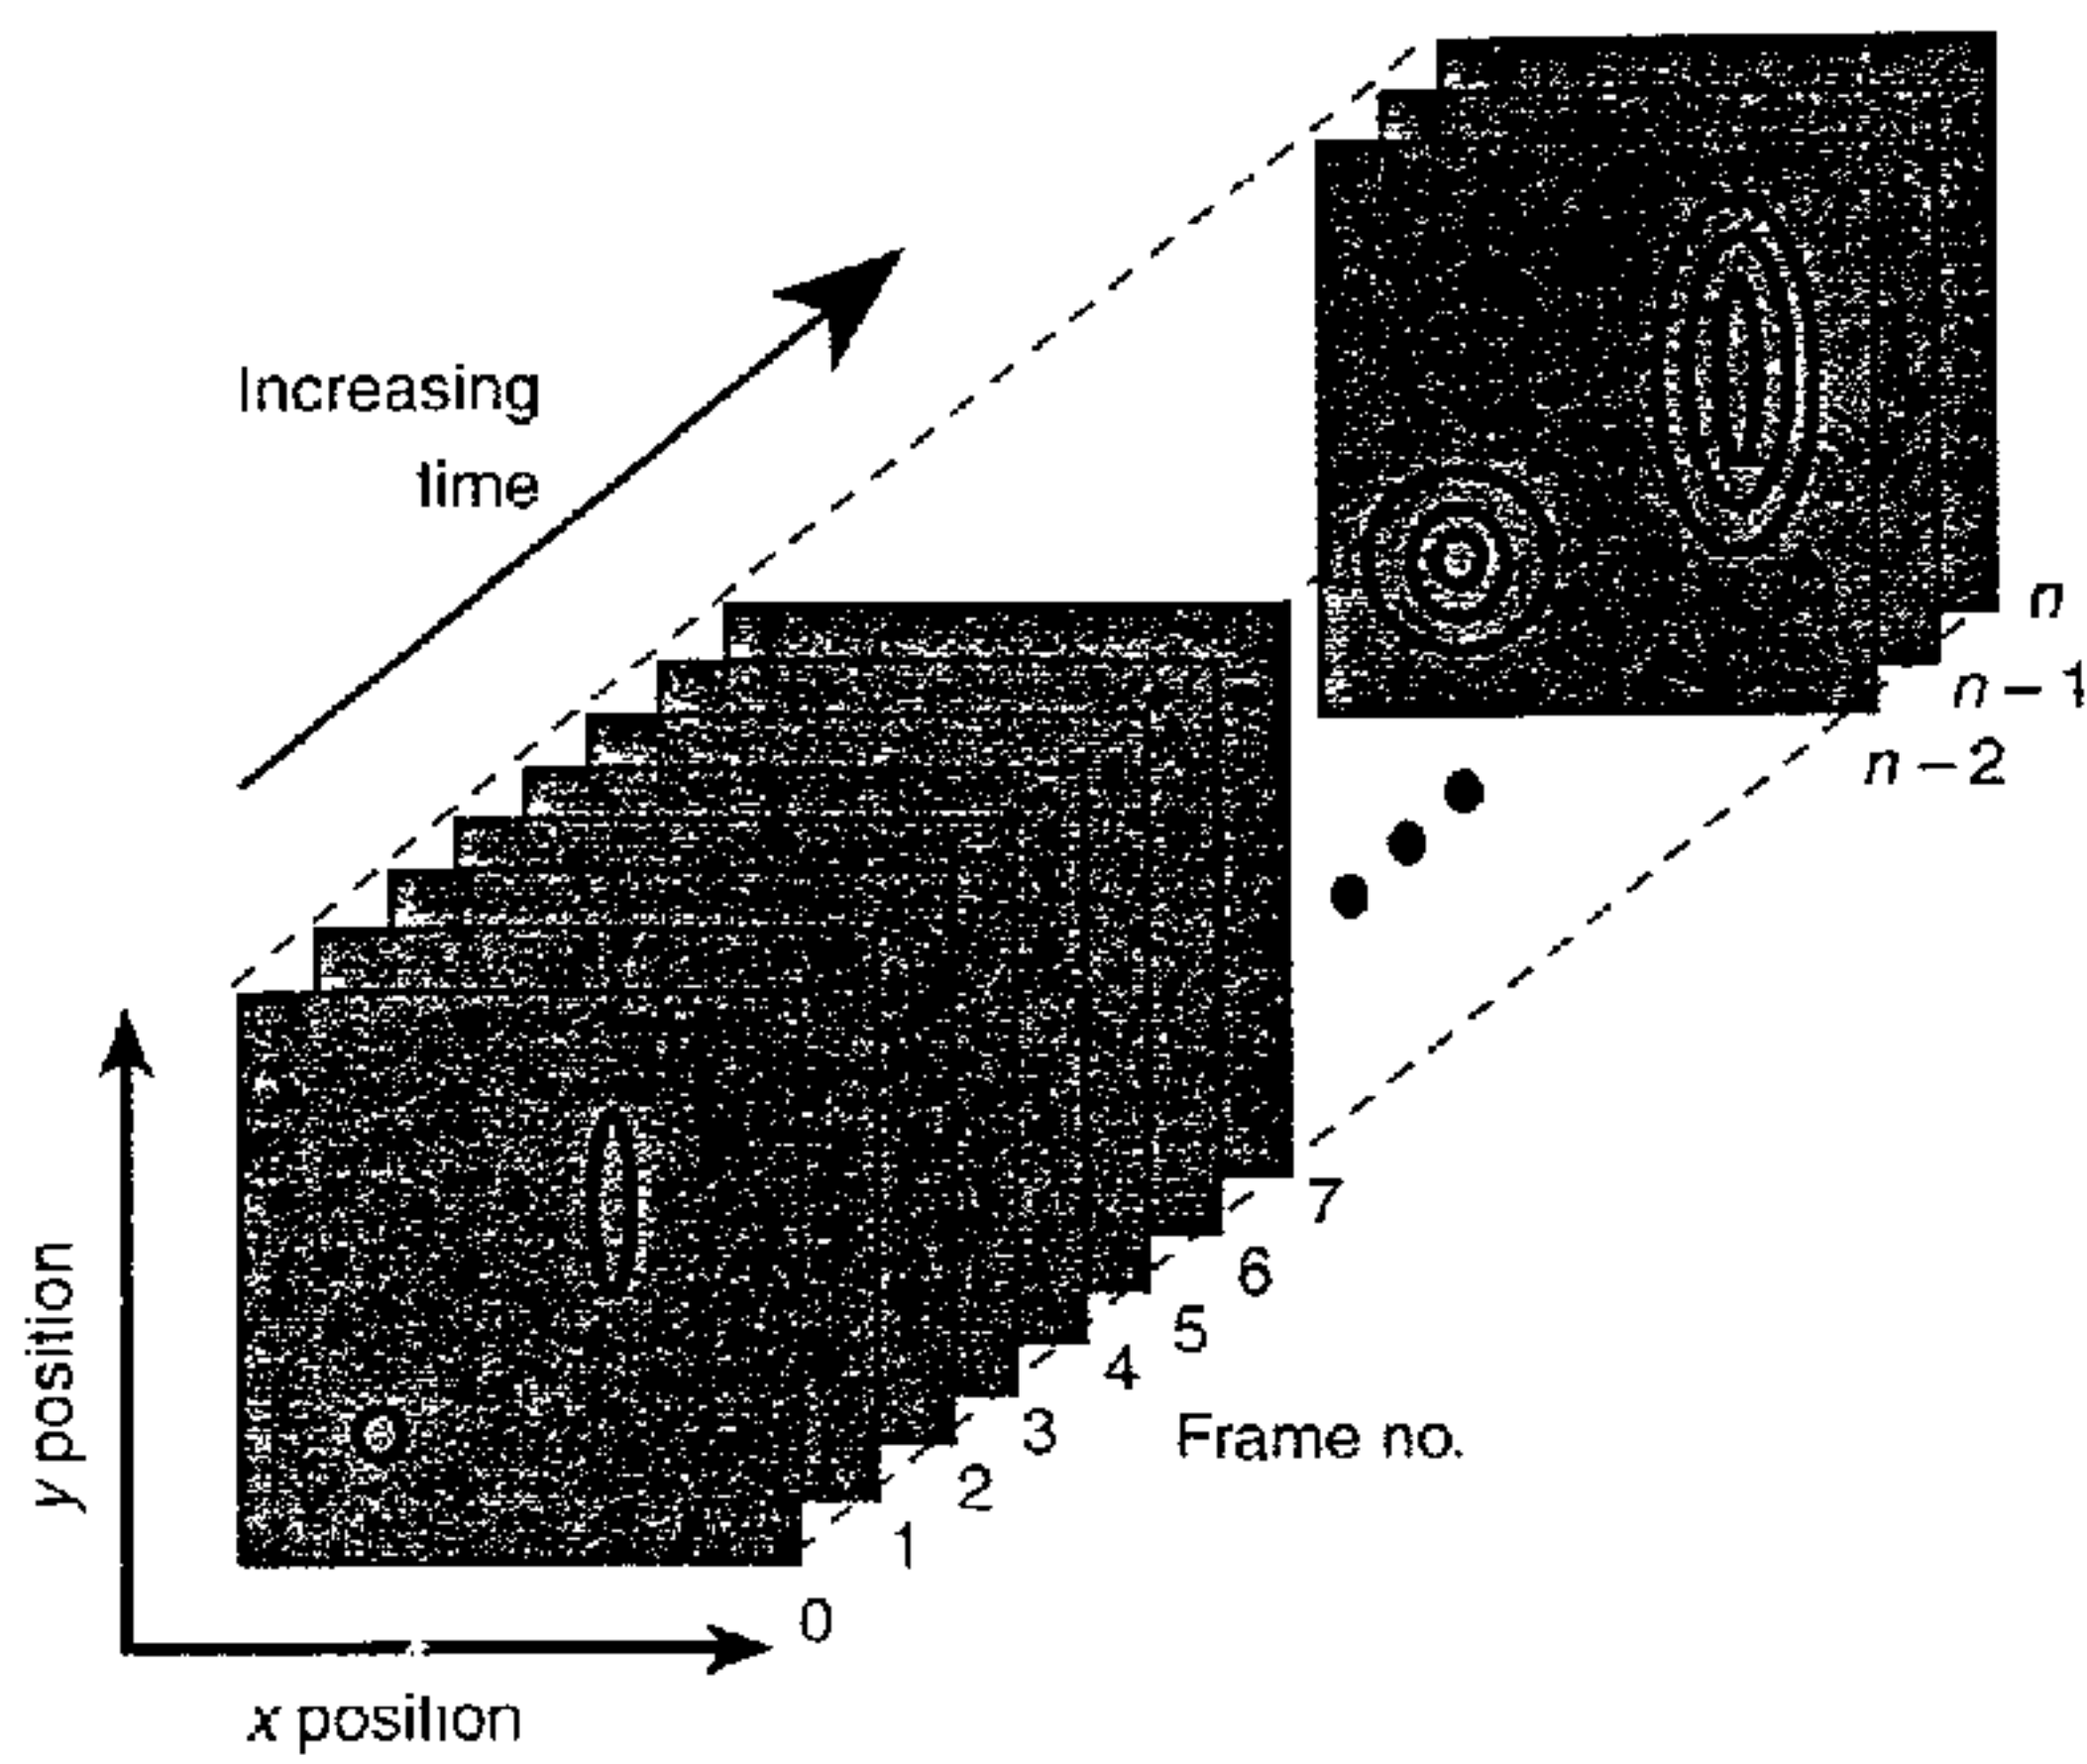 Increasing
time
n
n – 1
n – 2
7
6
5
4
3
2
1
0
Frame no.
y position
x position